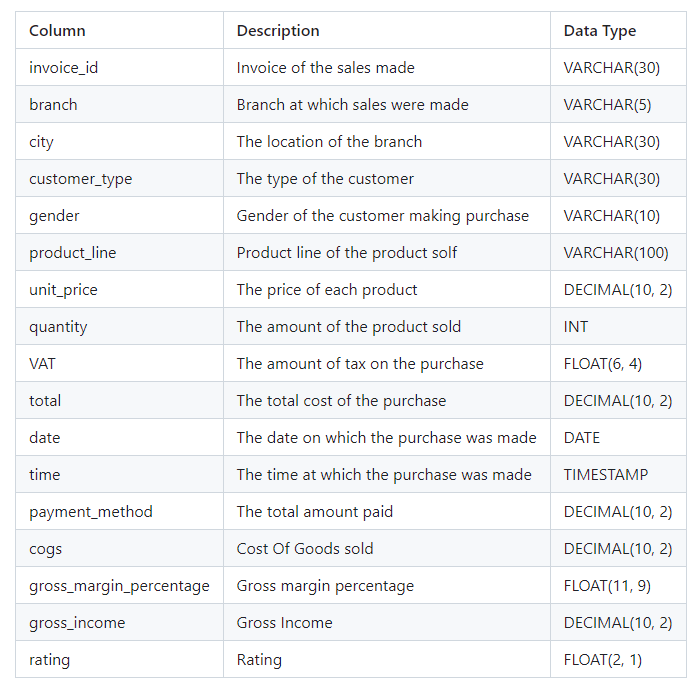 Column Description Data Type
invoice_id Invoice of the sales made VARCHAR(30)
branch Branch at which sales were made VARCHAR(5)
city The location of the branch VARCHAR(30)
customer_type The type of the customer VARCHAR(30)
gender Gender of the customer making purchase VARCHAR(10)
product_line Product line of the product solf VARCHAR(100)
unit_price The price of each product DECIMAL(10, 2)
quantity The amount of the product sold INT
VAT The amount of tax on the purchase FLOAT(6, 4)
total The total cost of the purchase DECIMAL(10, 2)
date The date on which the purchase was made DATE
time The time at which the purchase was made TIMESTAMP
payment_method The total amount paid DECIMAL(10, 2)
cogs Cost Of Goods sold DECIMAL(10, 2)
gross_margin_percentage Gross margin percentage FLOAT(11, 9)
gross_income Gross Income DECIMAL(10, 2)
rating Rating FLOAT(2, 1)